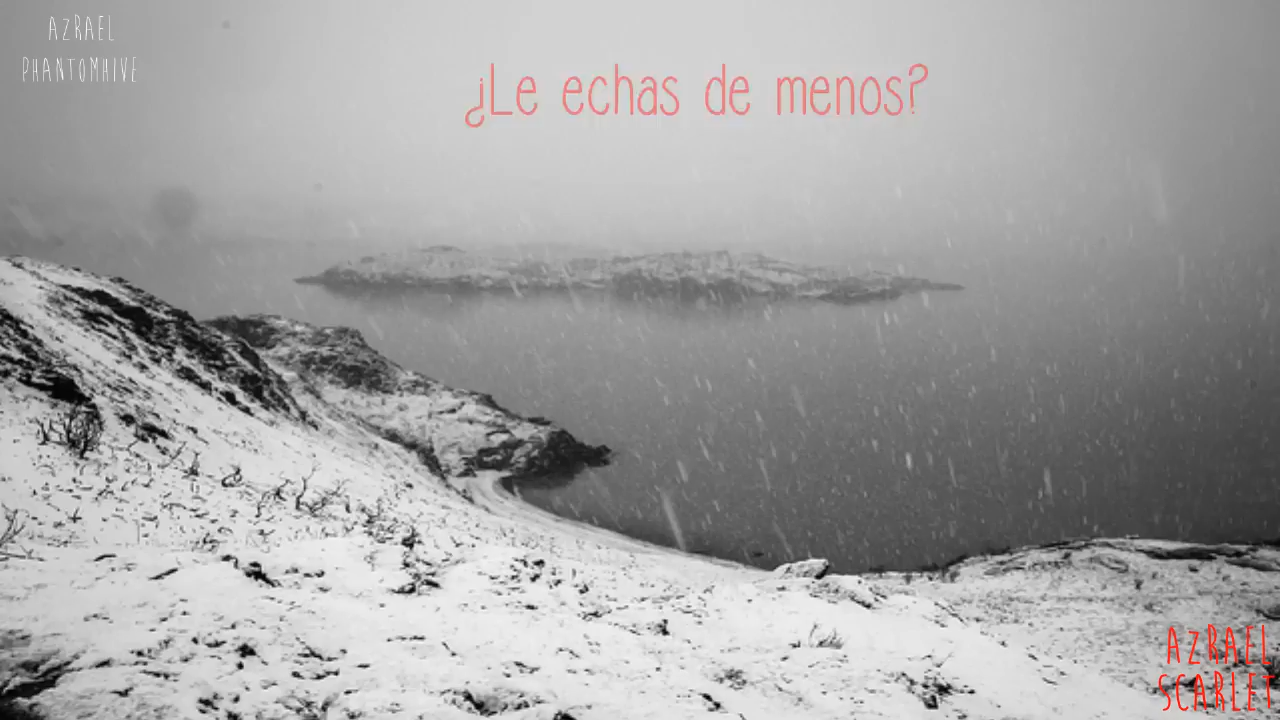 AZRAEL
PHANTOMHIVE
¿Le echas de menos?
AZRAEL
SCARLET